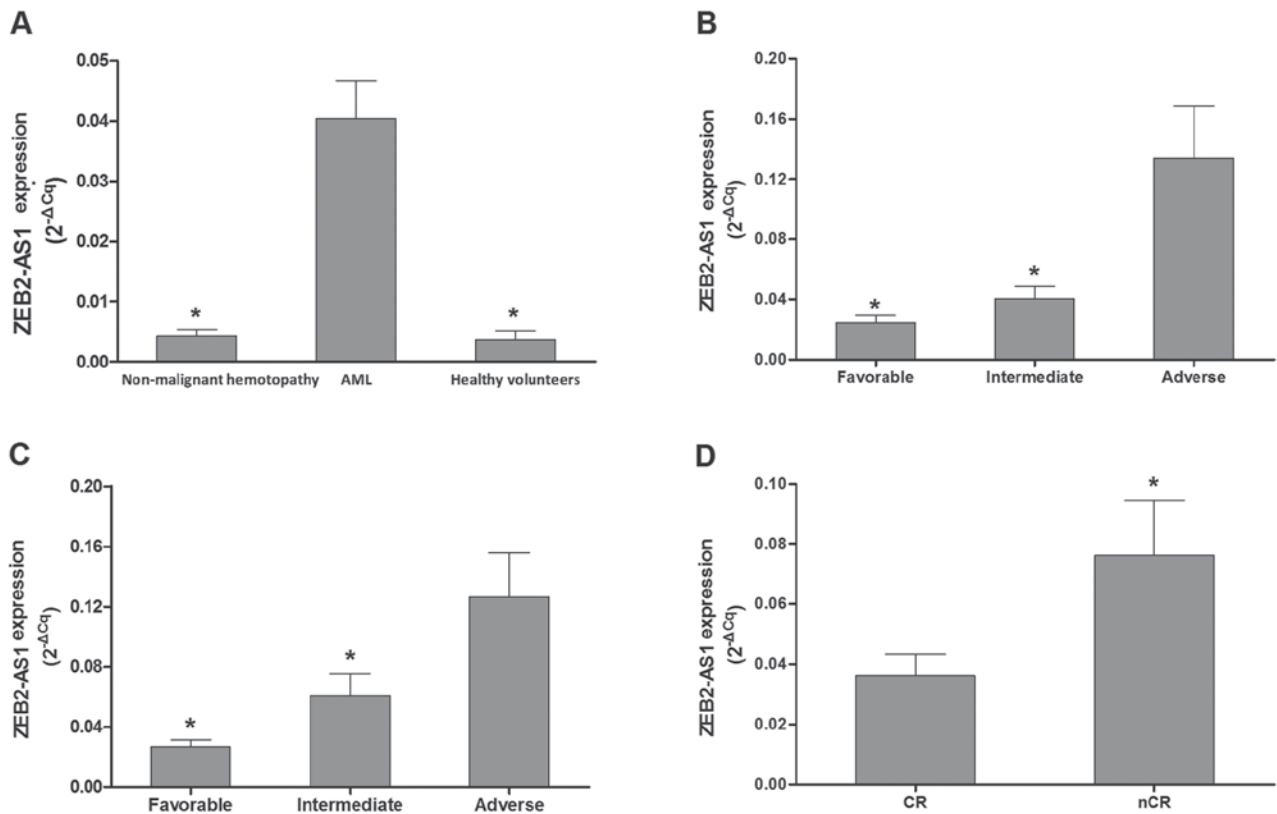 A
ZEB2-AS1 expression
(2-ΔCq)
0.05
0.04
0.03
0.02
0.01
0.00
*
*
Non-malignant hemotopathy
AML
Healthy volunteers
B
ZEB2-AS1 expression
(2-ΔCq)
0.20
0.16
0.12
0.08
0.04
0.00
*
*
Favorable
Intermediate
Adverse
C
ZEB2-AS1 expression
(2-ΔCq)
0.20
0.16
0.12
0.08
0.04
0.00
*
*
Favorable
Intermediate
Adverse
D
ZEB2-AS1 expression
(2-ΔCq)
0.10
0.08
0.06
0.04
0.02
0.00
*
CR
nCR